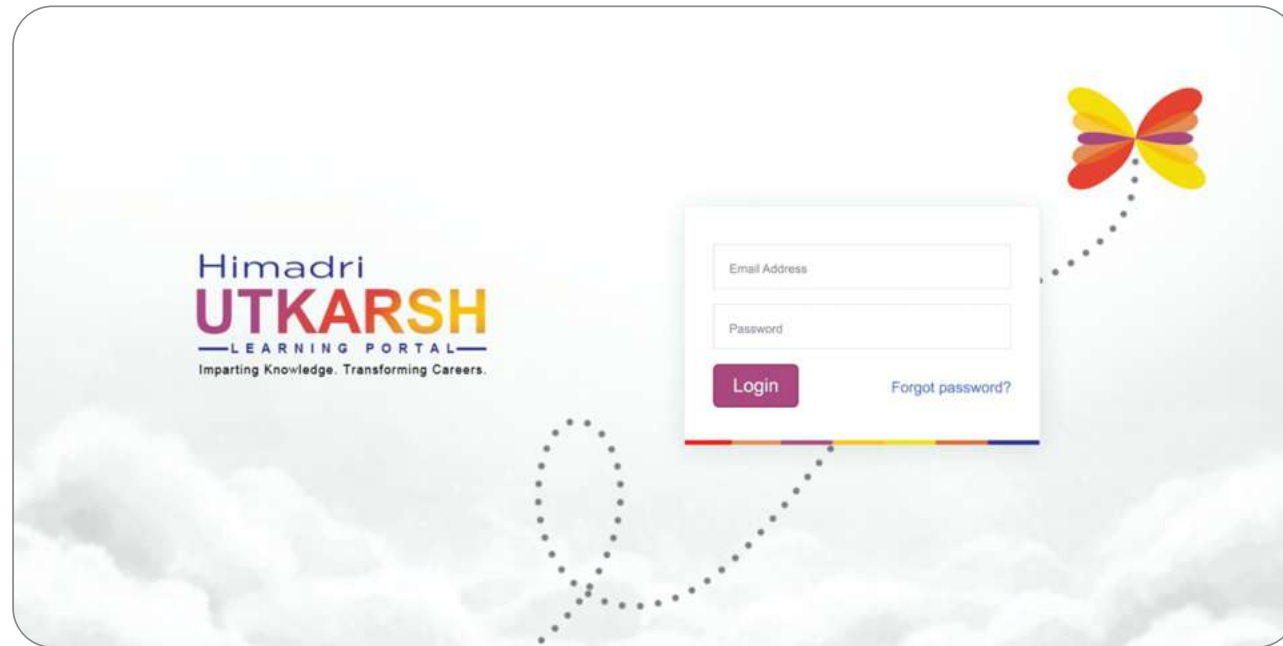 Himadri
UTKARSH
LEARNING PORTAL
Imparting Knowledge. Transforming Careers.
Email Address
Password
Login
Forgot password?